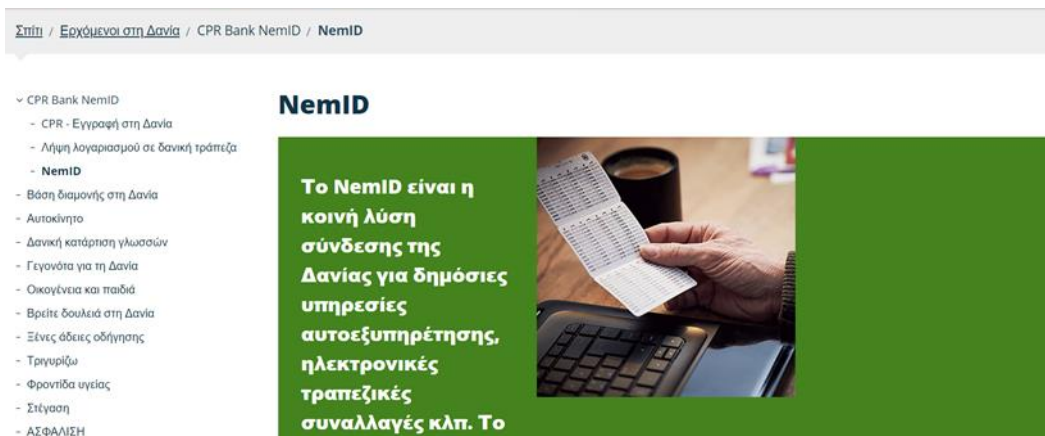 Σπίτι / Ερχόμενοι στη Δανία / CPR Bank NemID / NemID
CPR Bank NemID
- CPR - Εγγραφή στη Δανία
- Λήψη λογαριασμού σε δανική τράπεζα
- NemID
- Βάση διαμονής στη Δανία
- Αυτοκίνητο
- Δανική κατάρτιση γλωσσών
- Γεγονότα για τη Δανία
- Οικογένεια και παιδιά
- Βρείτε δουλειά στη Δανία
- Ξένες άδειες οδήγησης
- Τριγυρίζω
- Φροντίδα υγείας
- Στέγαση
- ΑΣΦΑΛΙΣΗ
NemID
Το NemID είναι η
κοινή λύση
σύνδεσης της
Δανίας για δημόσιες
υπηρεσίες
αυτοεξυπηρέτησης,
ηλεκτρονικές
τραπεζικές
συναλλαγές κλπ. Το